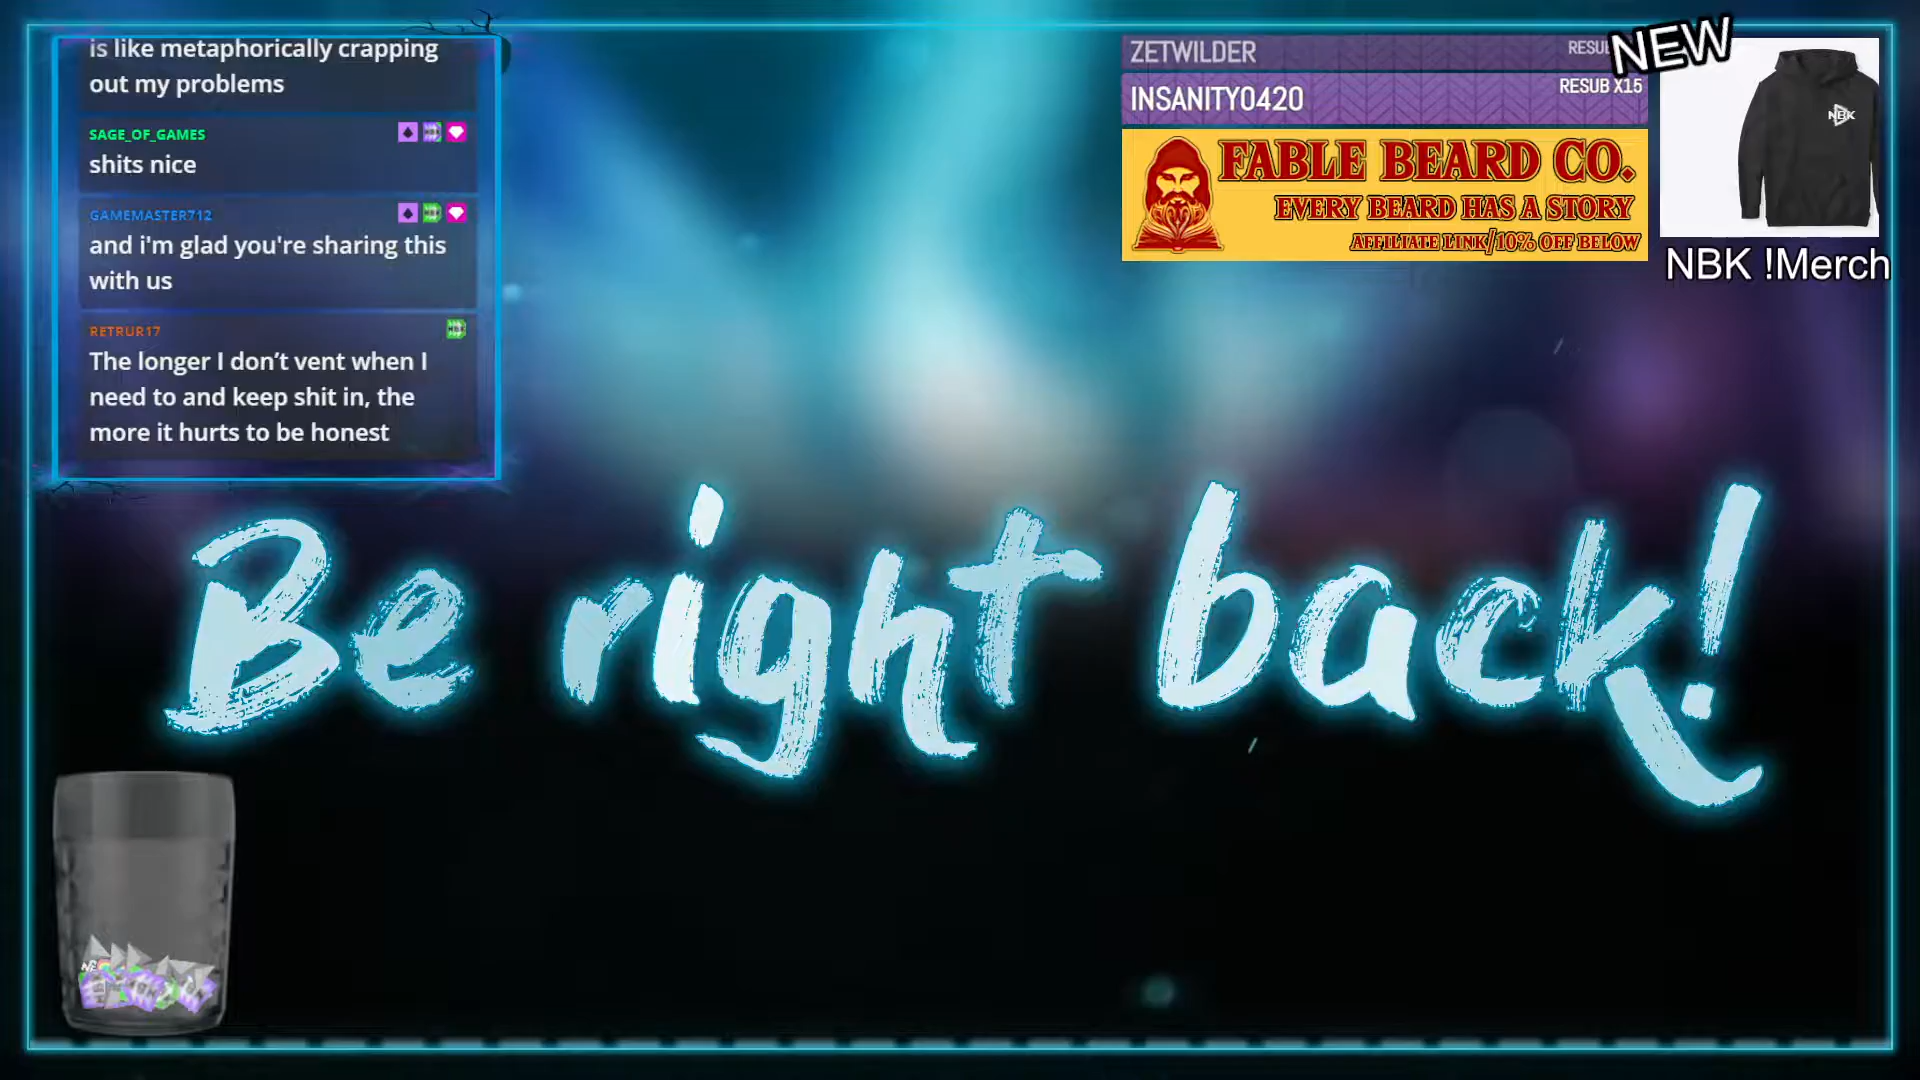 is like metaphorically crapping
out my problems
SAGE_OF_GAMES
shits nice
GAMEMASTER712
and i'm glad you're sharing this
with us
RETRUR17
The longer I don’t vent when I
need to and keep shit in, the
more it hurts to be honest
ZETWILDER
INSANITY0420 RESUB X15
FABLE BEARD CO.
EVERY BEARD HAS A STORY
AFFILIATE LINK/10% OFF BELOW
NEW
NBK
NBK !Merch
Be right back!